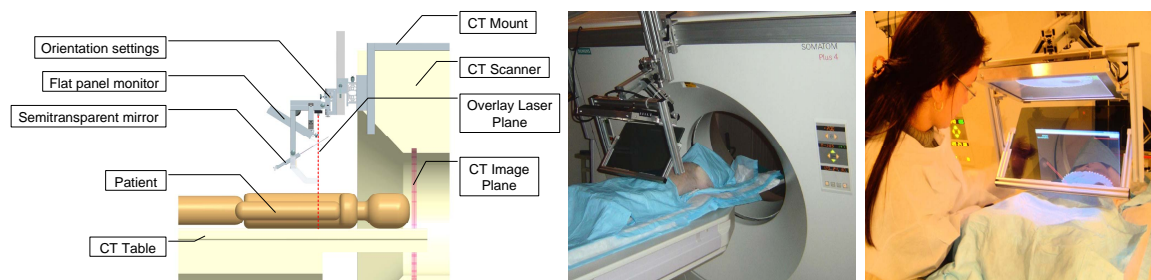 Orientation settings
Flat panel monitor
Semitransparent mirror
Patient
CT Table
CT Mount
CT Scanner
Overlay Laser
Plane
CT Image
Plane
SOMATOM
Plus 4